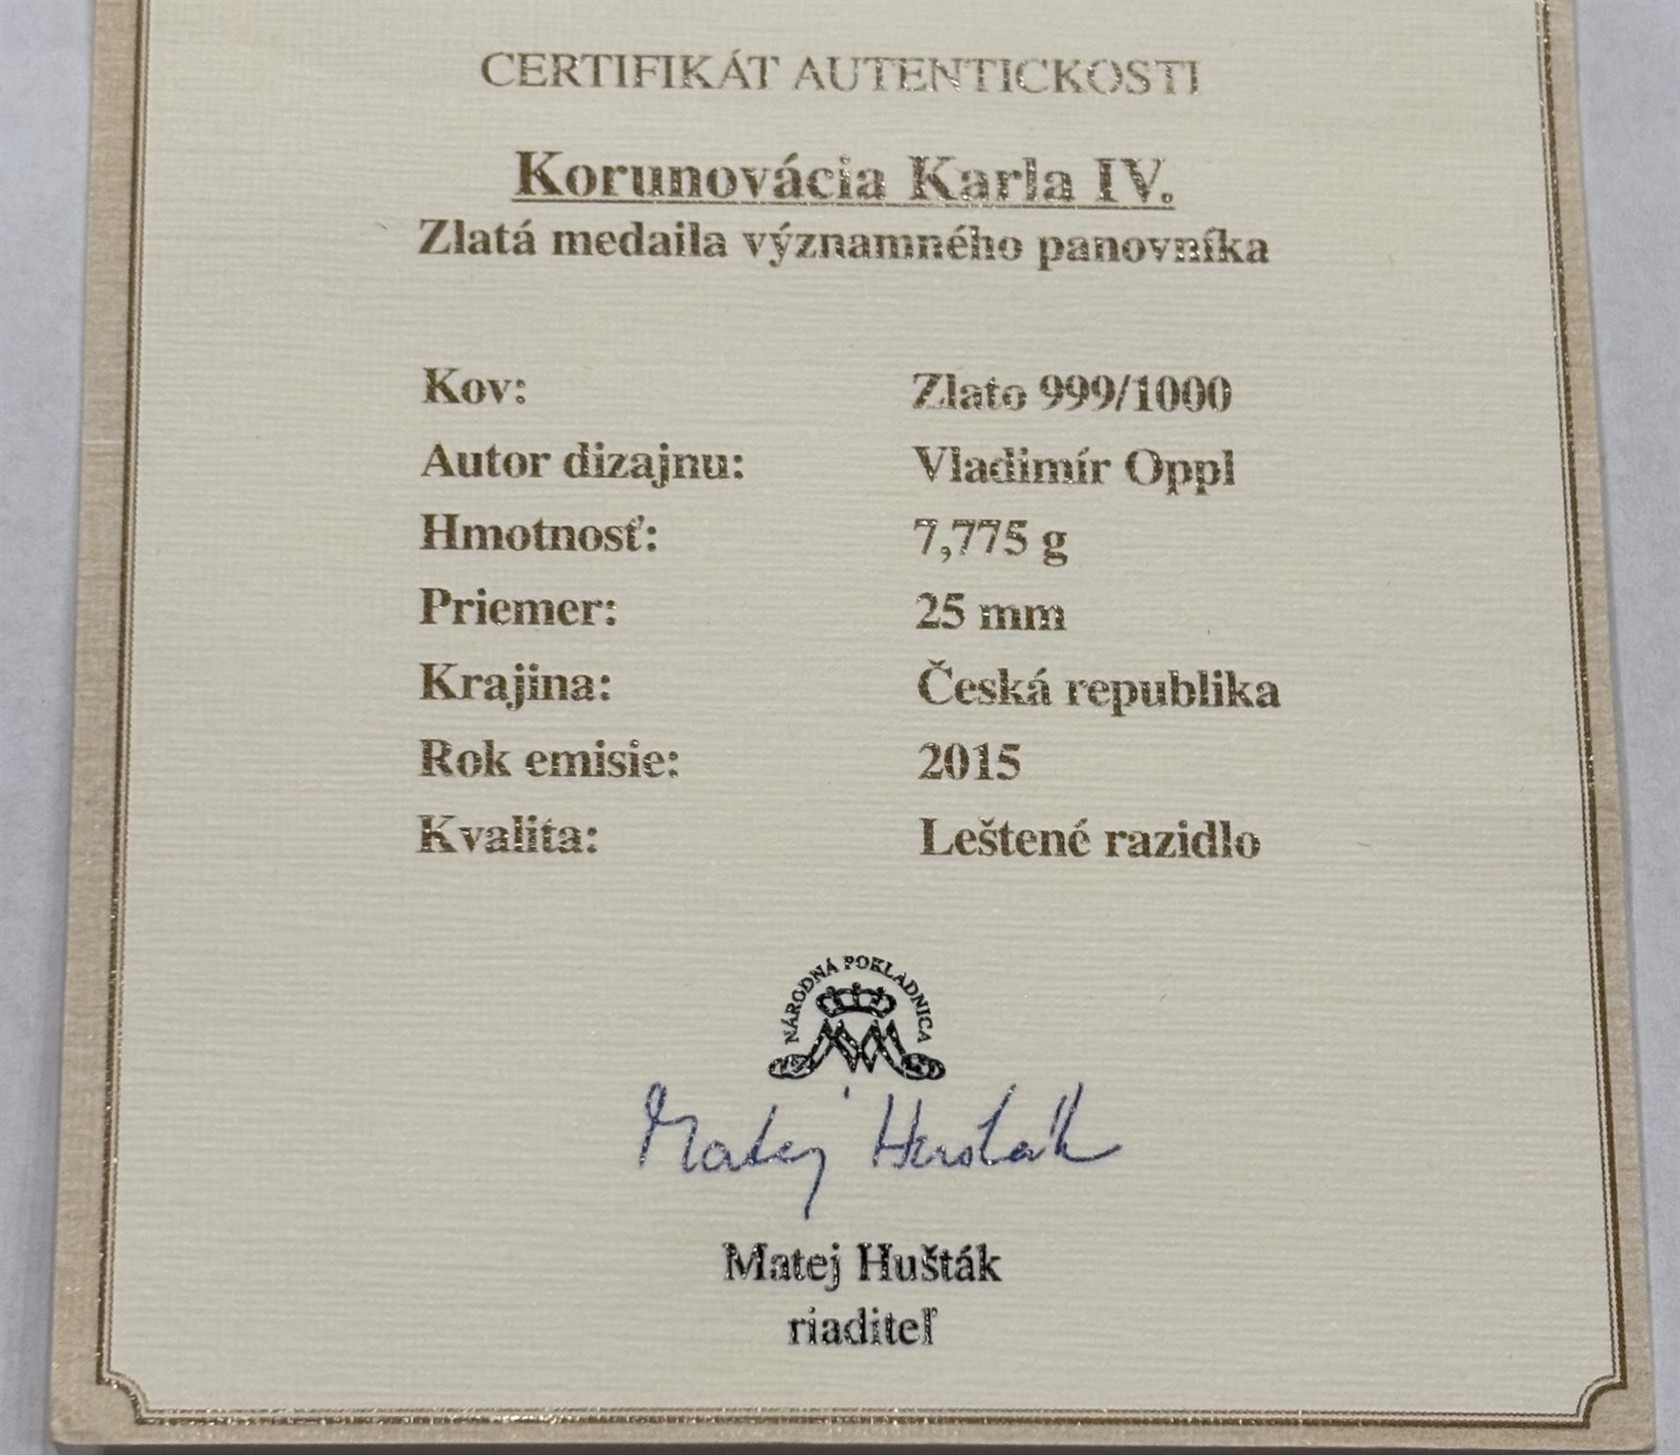 CERTIFIKÁT AUTENTICKOSTI
Korunovácia Karla IV.
Zlatá medaila významného panovníka
Kov: Zlato 999/1000
Autor dizajnu: Vladimír Oppl
Hmotnosť: 7,775 g
Priemer: 25 mm
Krajina: Česká republika
Rok emisie: 2015
Kvalita: Leštené razidlo
NÁRODNÁ POKLADNICA
Matej Hušták
Matej Hušták
riaditeľ